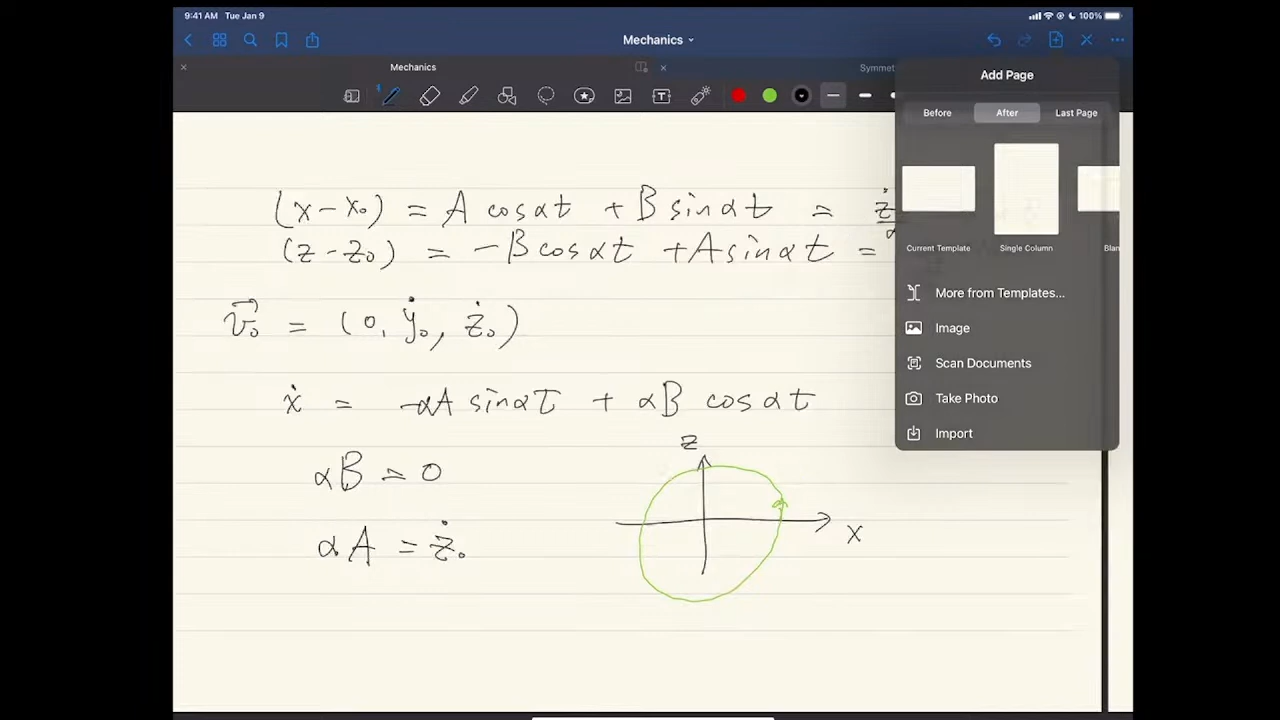 9:41 AM Tue Jan 9 100%
Mechanics
Mechanics
Symmet
Add Page
Before After Last Page
Current Template Single Column Blan
More from Templates...
Image
Scan Documents
Take Photo
Import
(x - x₀) = A cos αt + B sin αt = ż
(z - z₀) = -B cos αt + A sin αt =
v⃗₀ = (0, ẏ₀, ż₀)
ẋ = -αA sin αt + αB cos αt
αB = 0
αA = ż₀
z
x